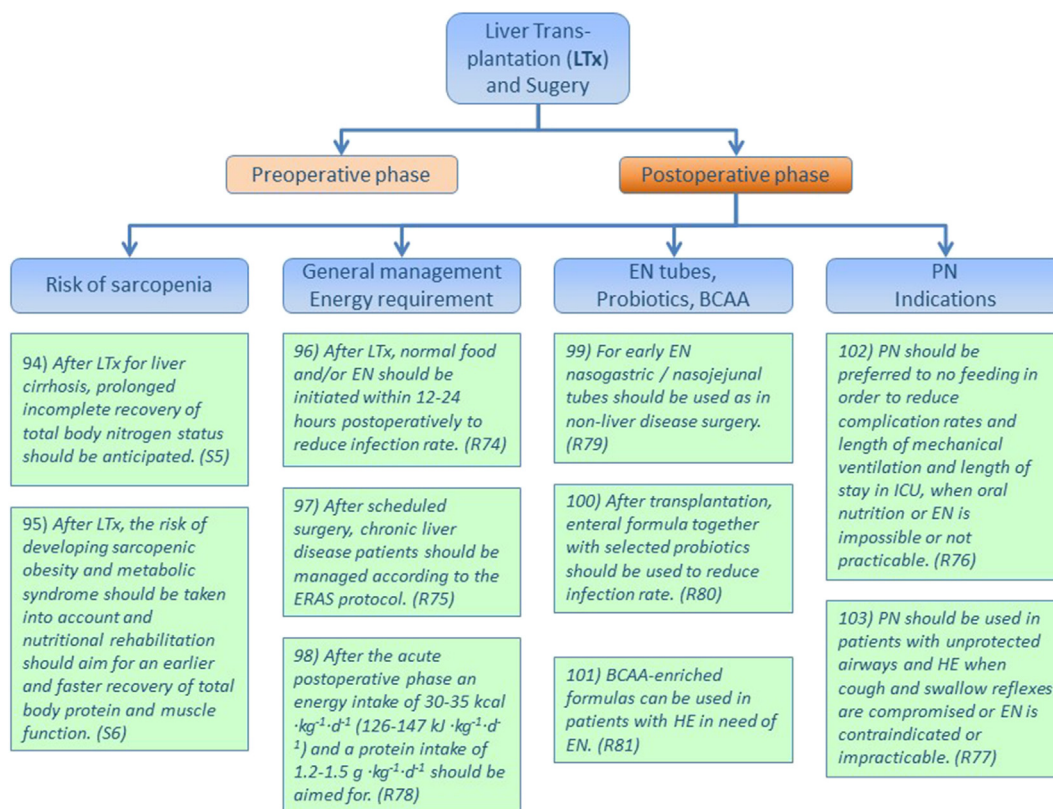 Liver Trans-
plantation (LTx)
and Sugery
Preoperative phase
Postoperative phase
Risk of sarcopenia
94) After LTx for liver
cirrhosis, prolonged
incomplete recovery of
total body nitrogen status
should be anticipated. (S5)
95) After LTx, the risk of
developing sarcopenic
obesity and metabolic
syndrome should be taken
into account and
nutritional rehabilitation
should aim for an earlier
and faster recovery of total
body protein and muscle
function. (S6)
General management
Energy requirement
96) After LTx, normal food
and/or EN should be
initiated within 12-24
hours postoperatively to
reduce infection rate. (R74)
97) After scheduled
surgery, chronic liver
disease patients should be
managed according to the
ERAS protocol. (R75)
98) After the acute
postoperative phase an
energy intake of 30-35 kcal
·kg⁻¹·d⁻¹ (126-147 kJ ·kg⁻¹·d⁻
¹) and a protein intake of
1.2-1.5 g ·kg⁻¹·d⁻¹ should be
aimed for. (R78)
EN tubes,
Probiotics, BCAA
99) For early EN
nasogastric / nasojejunal
tubes should be used as in
non-liver disease surgery.
(R79)
100) After transplantation,
enteral formula together
with selected probiotics
should be used to reduce
infection rate. (R80)
101) BCAA-enriched
formulas can be used in
patients with HE in need of
EN. (R81)
PN
Indications
102) PN should be
preferred to no feeding in
order to reduce
complication rates and
length of mechanical
ventilation and length of
stay in ICU, when oral
nutrition or EN is
impossible or not
practicable. (R76)
103) PN should be used in
patients with unprotected
airways and HE when
cough and swallow reflexes
are compromised or EN is
contraindicated or
impracticable. (R77)